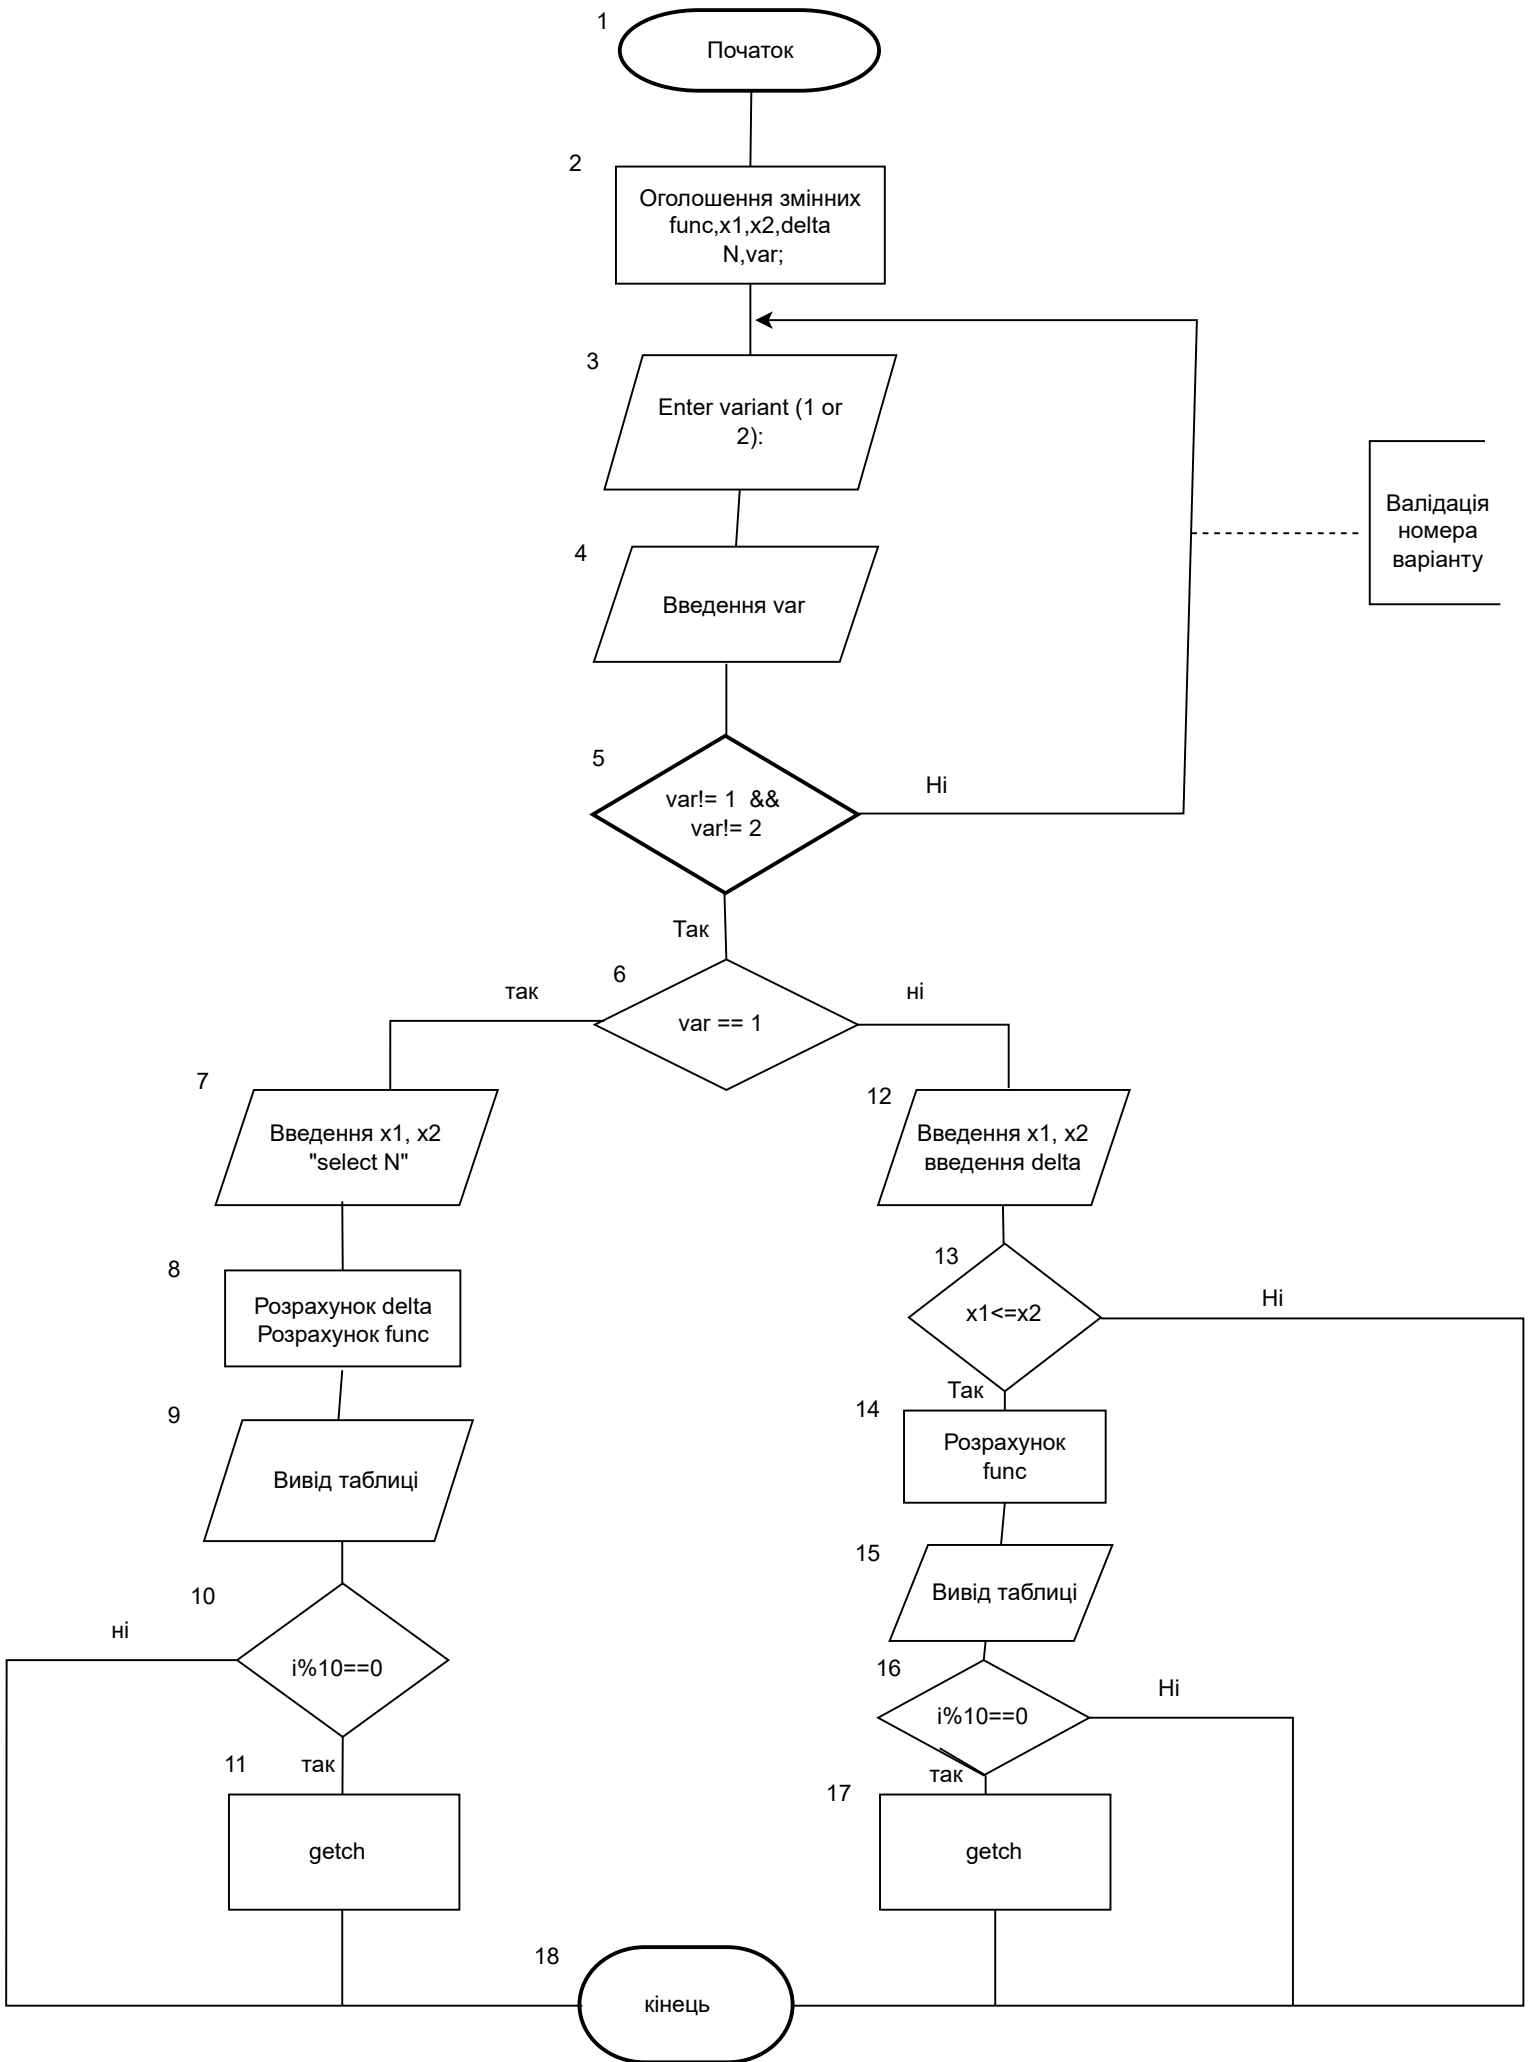 1
Початок
2
Оголошення змінних
func,x1,x2,delta
N,var;
3
Enter variant (1 or
2):
Валідація
номера
варіанту
4
Введення var
5
var!= 1 &&
var!= 2
Ні
Так
6
var == 1
так
ні
7
Введення x1, x2
"select N"
12
Введення x1, x2
введення delta
8
Розрахунок delta
Розрахунок func
13
x1<=x2
Ні
Так
9
Вивід таблиці
14
Розрахунок
func
15
Вивід таблиці
10
i%10==0
ні
так
16
i%10==0
Ні
так
11
getch
17
getch
18
кінець